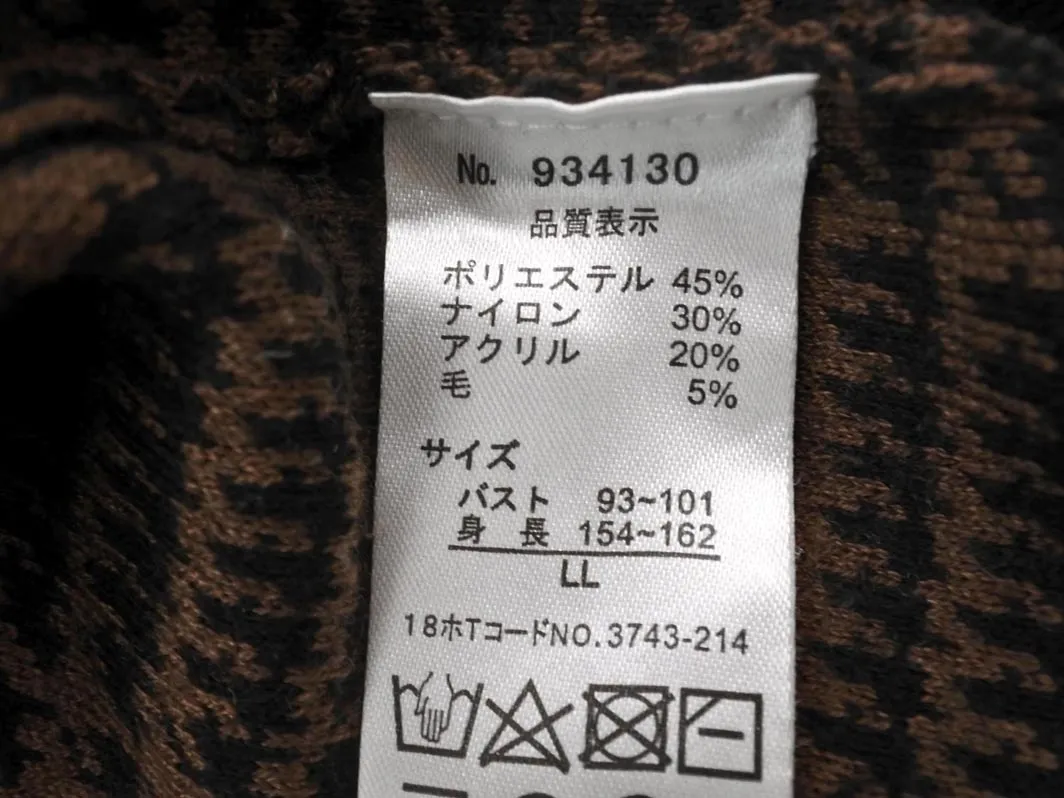 No. 934130
品質表示
ポリエステル 45%
ナイロン 30%
アクリル 20%
毛 5%
サイズ
バスト 93~101
身長 154~162
LL
18ホTコードNO.3743-214